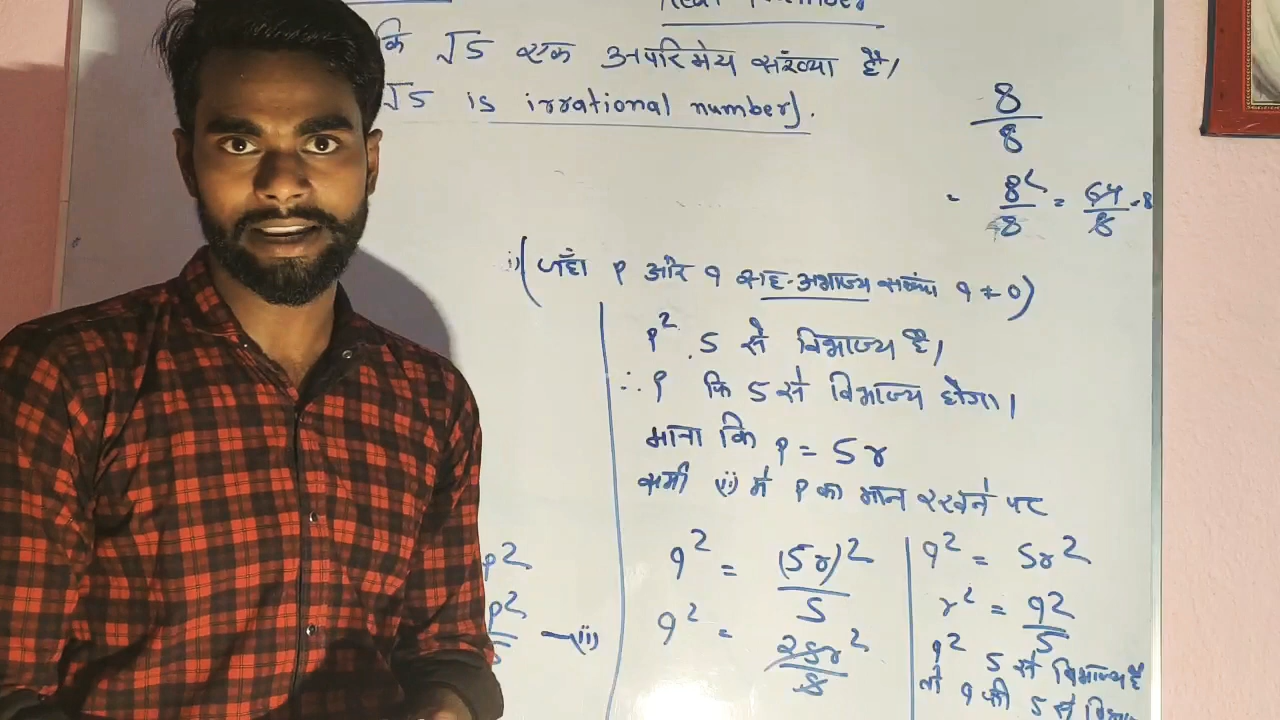 Real Number
कि √5 एक अपरिमेय संख्या है।
√5 is irrational number].
8/8
= 8²/8 = 64/8 = 8
i) (जहाँ p और q सह-अभाज्य संख्या q ≠ 0)
p² 5 से विभाज्य है।
∴ p कि 5 से विभाज्य होगा।
माना कि p = 5r
समी (ii) मे p का मान रखने पर
q² = (5r)²/5
q² = 25r²/5
q² = 5r²
r² = q²/5
q² 5 से विभाज्य है
तो q भी 5 से
p²
p² —(ii)